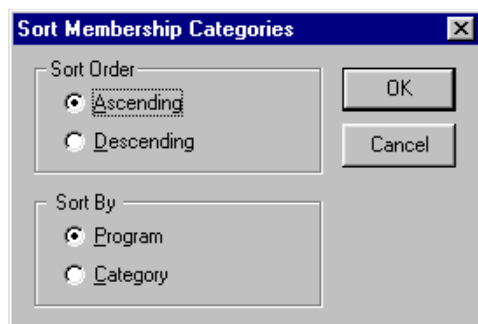 Sort Membership Categories
Sort Order
Ascending
Descending
OK
Cancel
Sort By
Program
Category